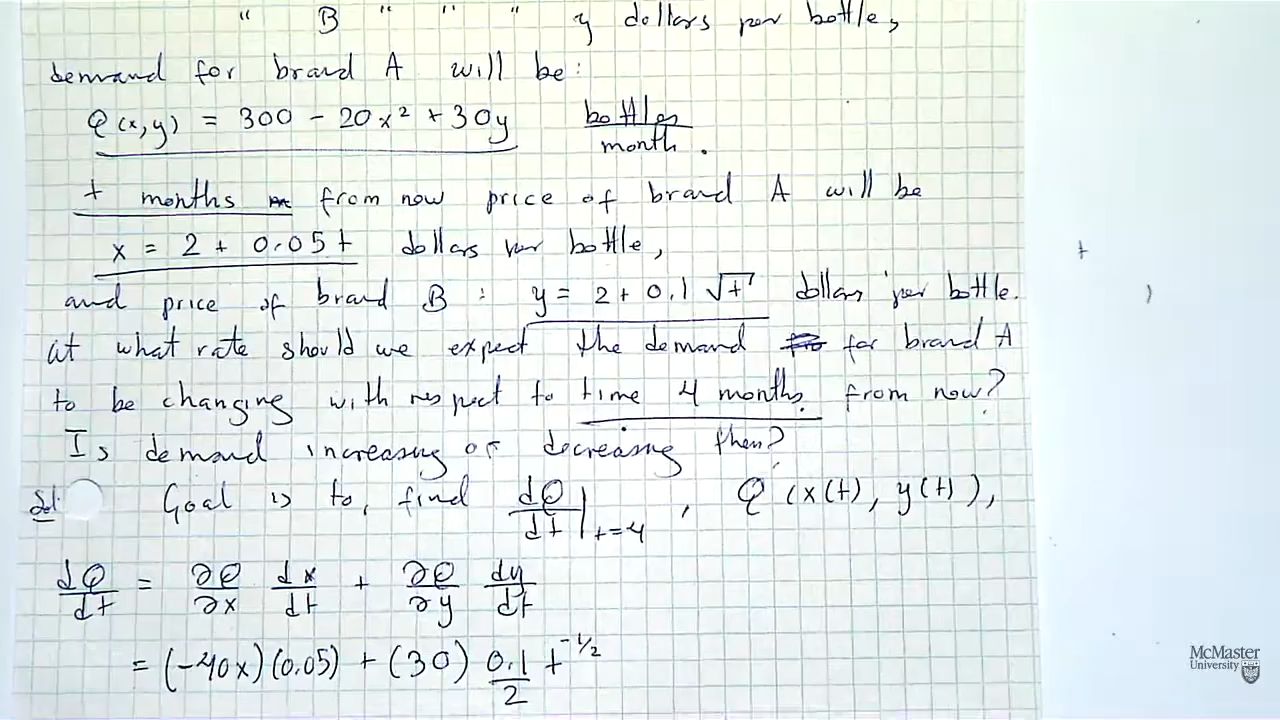 " B " " " y dollars per bottle,
demand for brand A will be:
Q(x,y) = 300 - 20x² + 30y bottles/month.
t months from now price of brand A will be
x = 2 + 0.05t dollars per bottle,
and price of brand B : y = 2 + 0.1 √t dollars per bottle.
at what rate should we expect the demand for brand A
to be changing with respect to time 4 months from now?
Is demand increasing or decreasing then?
Sol: Goal is to, find dQ/dt |t=4 , Q(x(t), y(t)),
dQ/dt = ∂Q/∂x dx/dt + ∂Q/∂y dy/dt
= (-40x)(0.05) + (30) 0.1/2 t^-1/2
McMaster
University